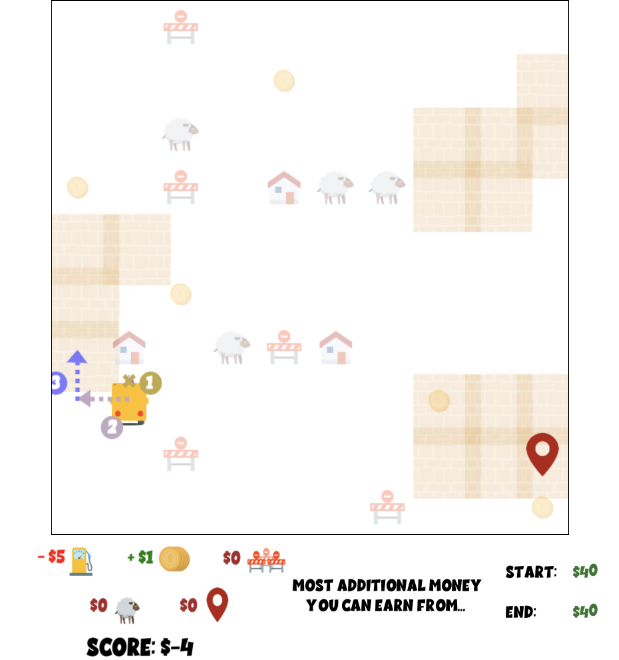 1
3
2
- $5
+ $1
$0
START:
$40
MOST ADDITIONAL MONEY
YOU CAN EARN FROM...
$0
$0
END:
$40
SCORE: $-4